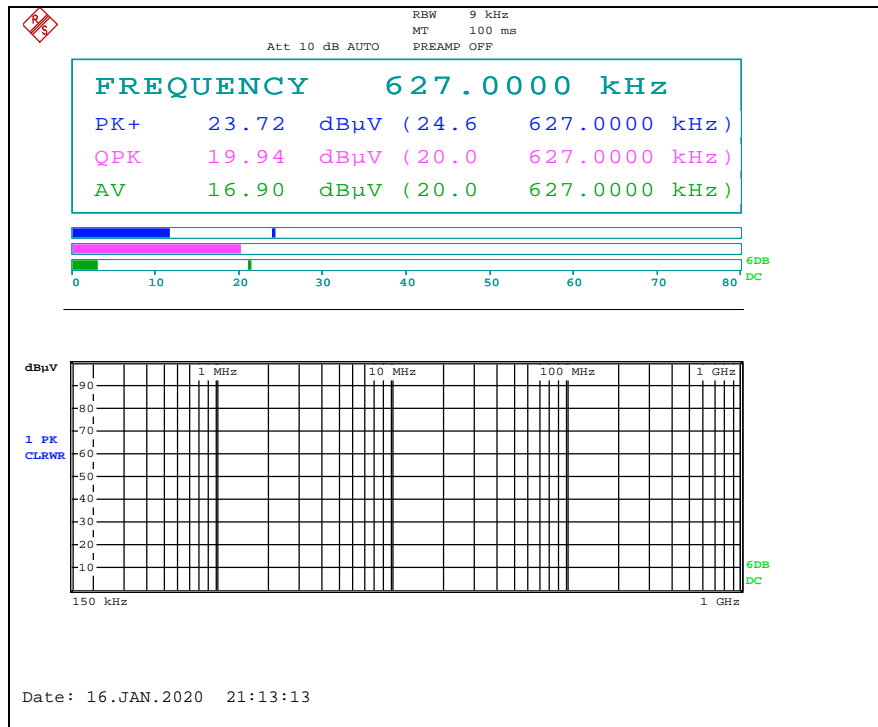 R S
RBW 9 kHz
MT 100 ms
Att 10 dB AUTO PREAMP OFF
FREQUENCY 627.0000 kHz
PK+ 23.72 dBµV (24.6 627.0000 kHz)
QPK 19.94 dBµV (20.0 627.0000 kHz)
AV 16.90 dBµV (20.0 627.0000 kHz)
6DB
0 10 20 30 40 50 60 70 80 DC
dBµV 1 MHz 10 MHz 100 MHz 1 GHz
90
80
70
1 PK
CLRWR 60
50
40
30
20
10 6DB
DC
150 kHz 1 GHz
Date: 16.JAN.2020 21:13:13